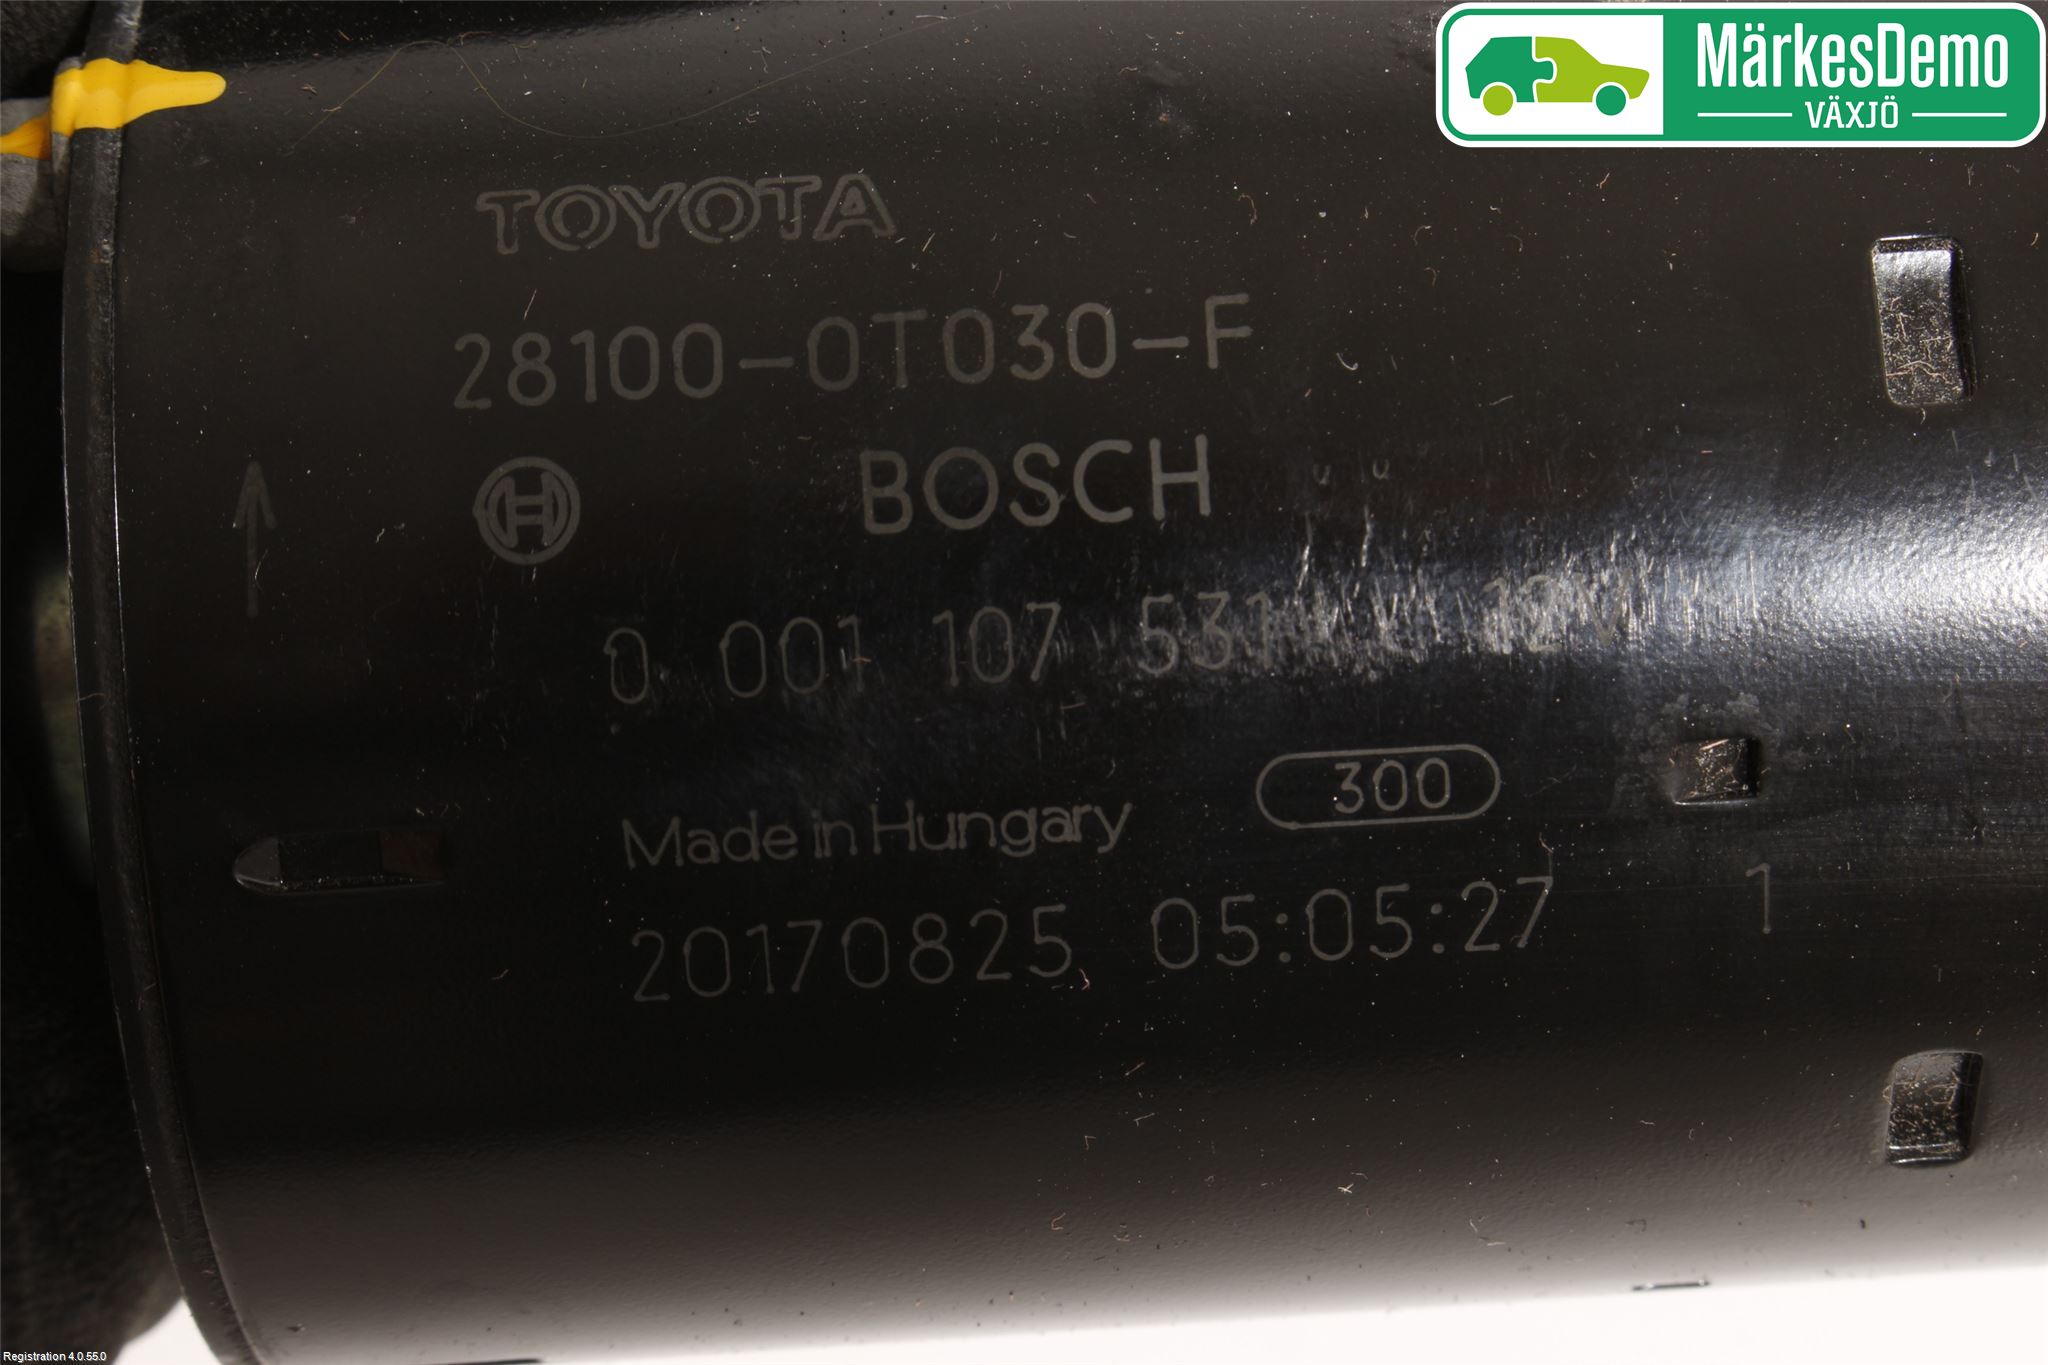 MärkesDemo
VÄXJÖ
TOYOTA
28100-0T030-F
BOSCH
0 001 107 531 12V
300
Made in Hungary
20170825 05:05:27 1
Registration 4.0.55.0